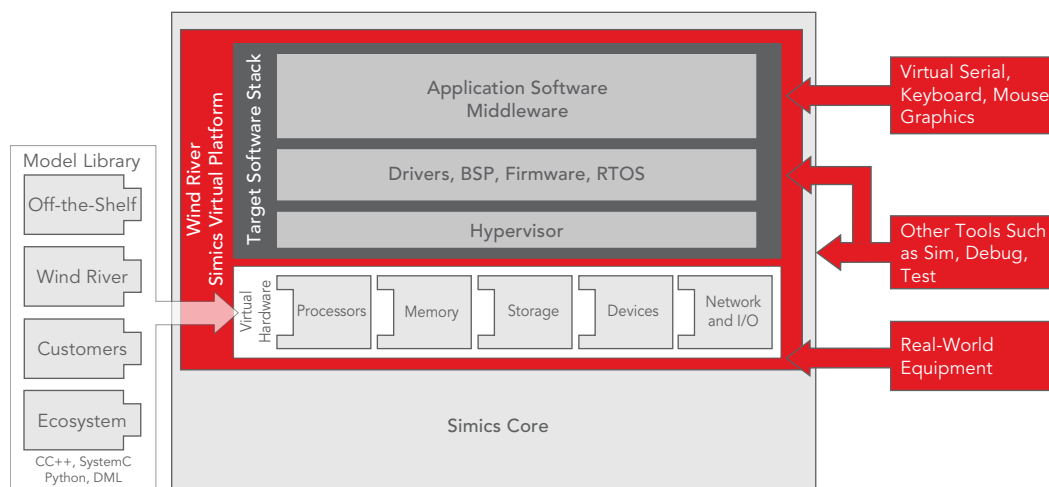 Model Library
Off-the-Shelf
Wind River
Customers
Ecosystem
CC++, SystemC
Python, DML
Wind River
Simics Virtual Platform
Target Software Stack
Application Software
Middleware
Drivers, BSP, Firmware, RTOS
Hypervisor
Virtual
Hardware
Processors
Memory
Storage
Devices
Network
and I/O
Simics Core
Virtual Serial,
Keyboard, Mouse
Graphics
Other Tools Such
as Sim, Debug,
Test
Real-World
Equipment